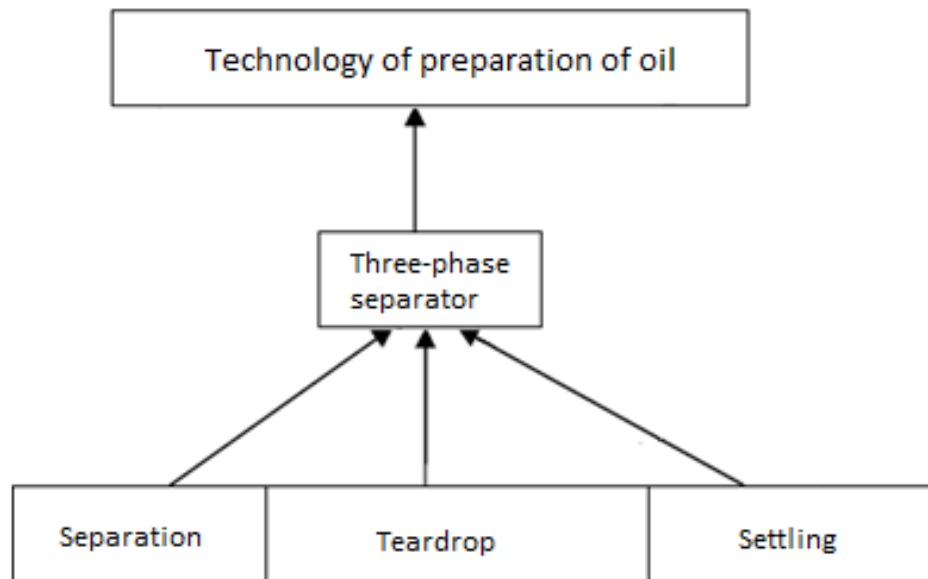 Technology of preparation of oil
Three-phase
separator
Separation
Teardrop
Settling